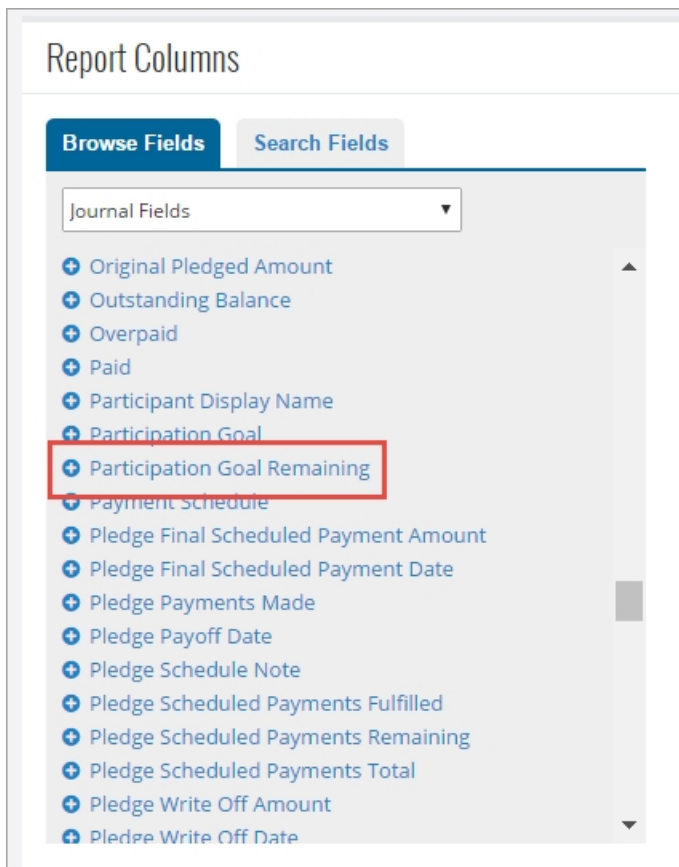 Report Columns
Browse Fields Search Fields
Journal Fields
Original Pledged Amount
Outstanding Balance
Overpaid
Paid
Participant Display Name
Participation Goal
Participation Goal Remaining
Payment Schedule
Pledge Final Scheduled Payment Amount
Pledge Final Scheduled Payment Date
Pledge Payments Made
Pledge Payoff Date
Pledge Schedule Note
Pledge Scheduled Payments Fulfilled
Pledge Scheduled Payments Remaining
Pledge Scheduled Payments Total
Pledge Write Off Amount
Pledge Write Off Date